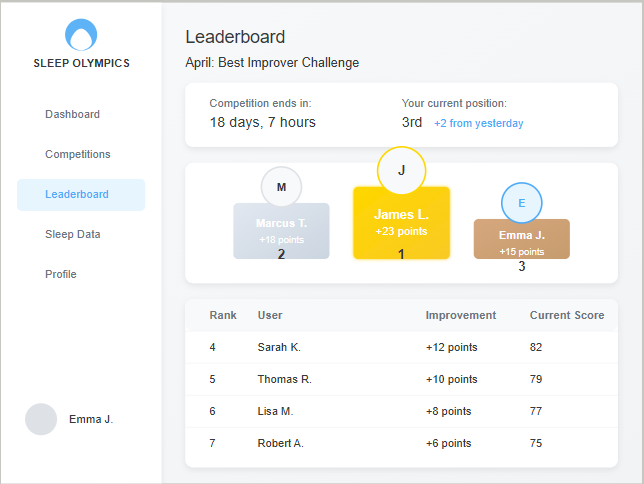 SLEEP OLYMPICS
Dashboard
Competitions
Leaderboard
Sleep Data
Profile
Emma J.
Leaderboard
April: Best Improver Challenge
Competition ends in:
18 days, 7 hours
Your current position:
3rd +2 from yesterday
M
Marcus T.
+18 points
2
J
James L.
+23 points
1
E
Emma J.
+15 points
3
Rank User Improvement Current Score
4 Sarah K. +12 points 82
5 Thomas R. +10 points 79
6 Lisa M. +8 points 77
7 Robert A. +6 points 75